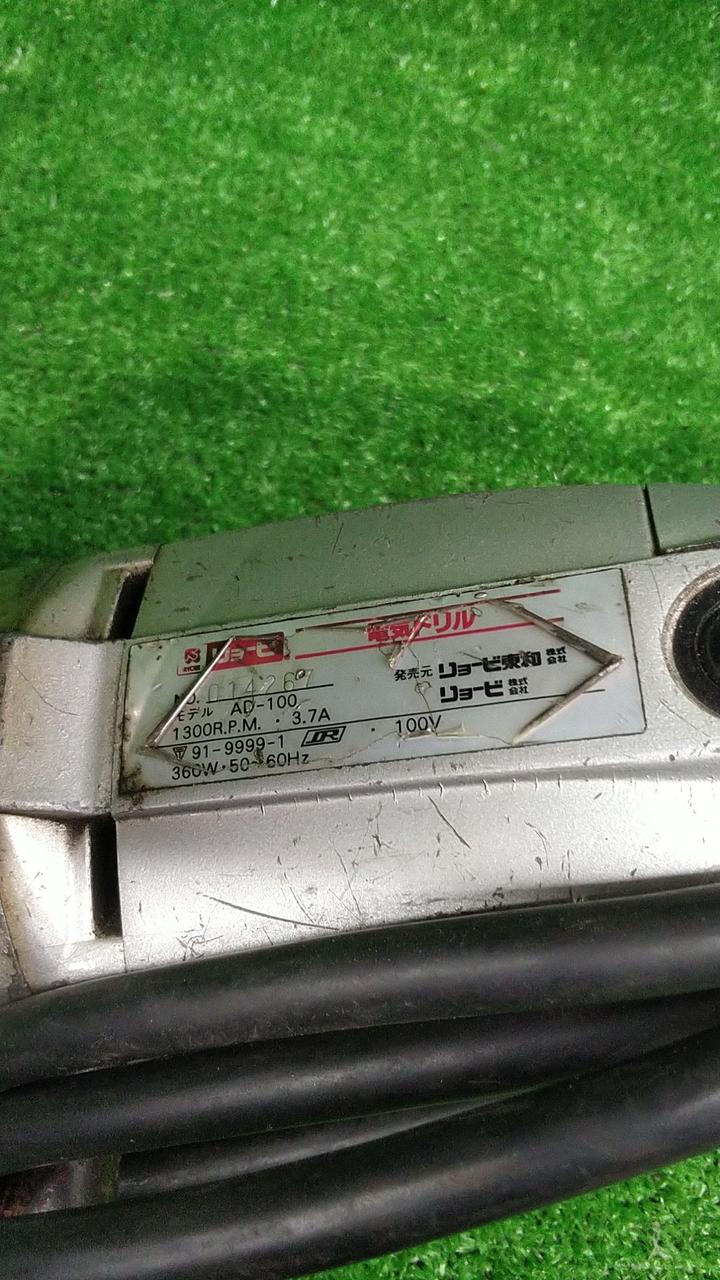 RYOBI リョービ 電気ドリル
NO. 014267
発売元 リョービ東和 株式会社
モデル AD-100
リョービ 株式会社
1300R.P.M. · 3.7A
91-9999-1 · 100V
360W·50~60Hz